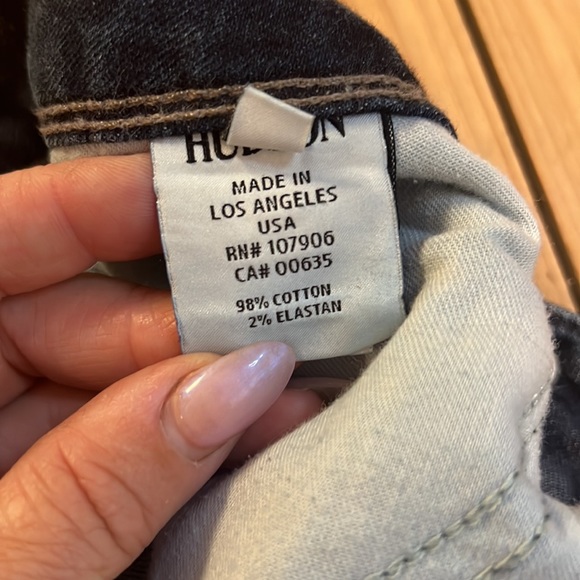 MADE IN
LOS ANGELES
USA
RN# 107906
CA# 00635
98% COTTON
2% ELASTAN